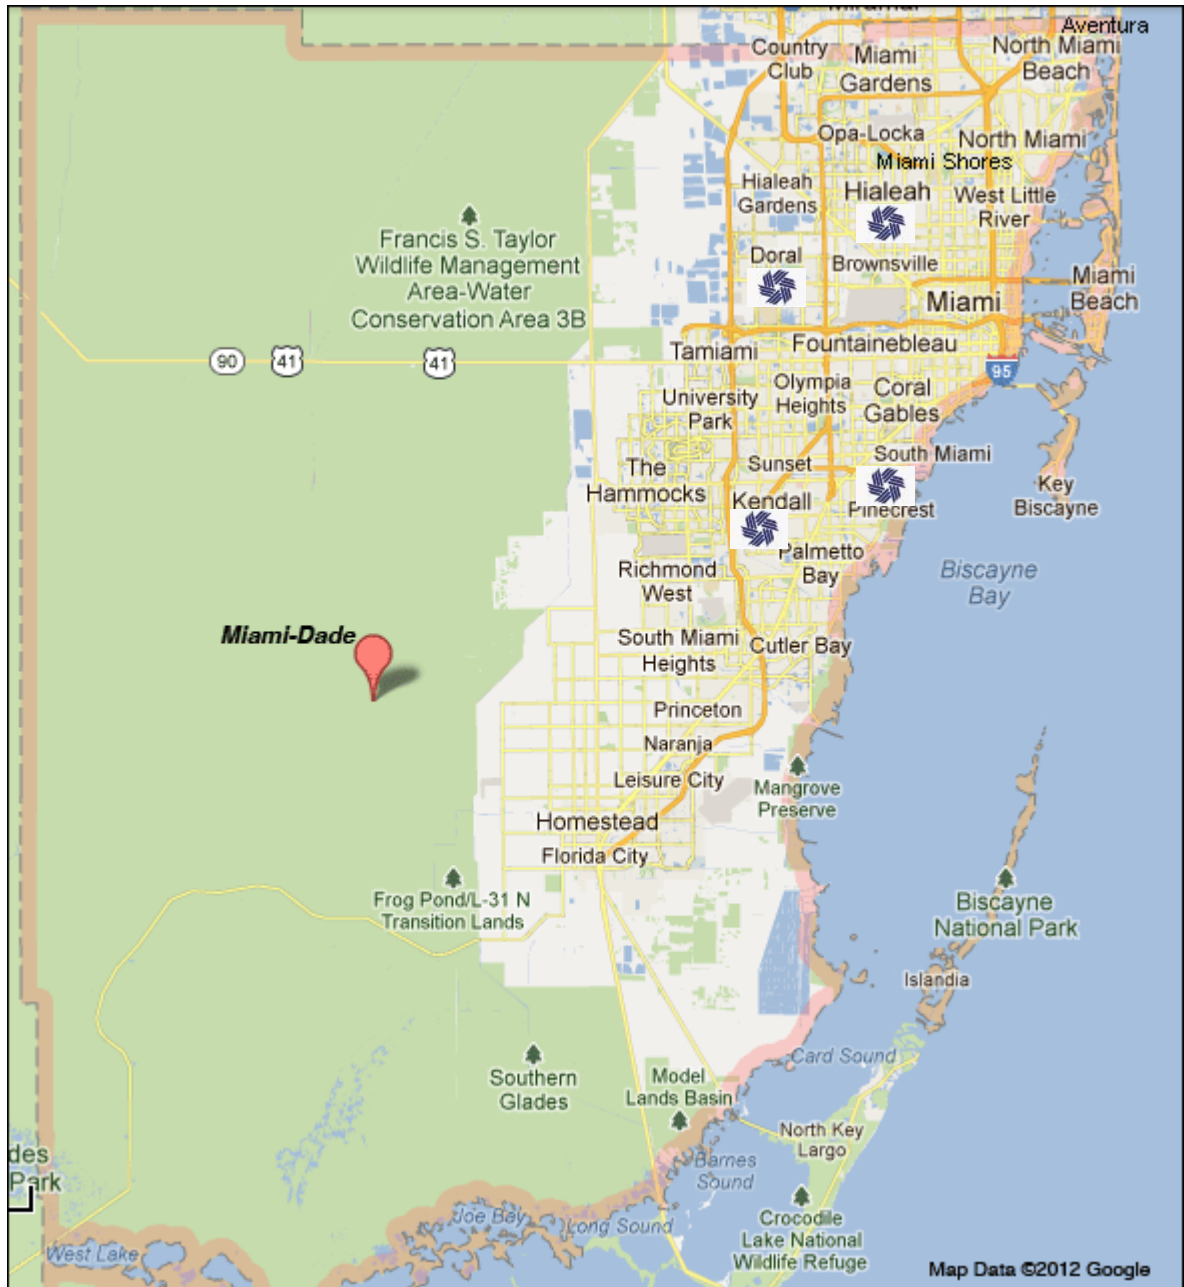 Miramar
Aventura
Country
Club
Miami
Gardens
North Miami
Beach
Opa-Locka
North Miami
Miami Shores
Hialeah
Gardens
Hialeah
West Little
River
Francis S. Taylor
Wildlife Management
Area-Water
Conservation Area 3B
Doral
Brownsville
Miami
Miami
Beach
90
41
41
Tamiami
Fountainebleau
95
University
Park
Olympia
Heights
Coral
Gables
The
Hammocks
Sunset
South Miami
Kendall
Pinecrest
Key
Biscayne
Palmetto
Bay
Richmond
West
Biscayne
Bay
Miami-Dade
South Miami
Heights
Cutler Bay
Princeton
Naranja
Leisure City
Mangrove
Preserve
Homestead
Florida City
Frog Pond/L-31 N
Transition Lands
Biscayne
National Park
Islandia
Card Sound
Southern
Glades
Model
Lands Basin
North Key
Largo
des
Park
Barnes
Sound
Joe Bay
Long Sound
West Lake
Crocodile
Lake National
Wildlife Refuge
Map Data ©2012 Google